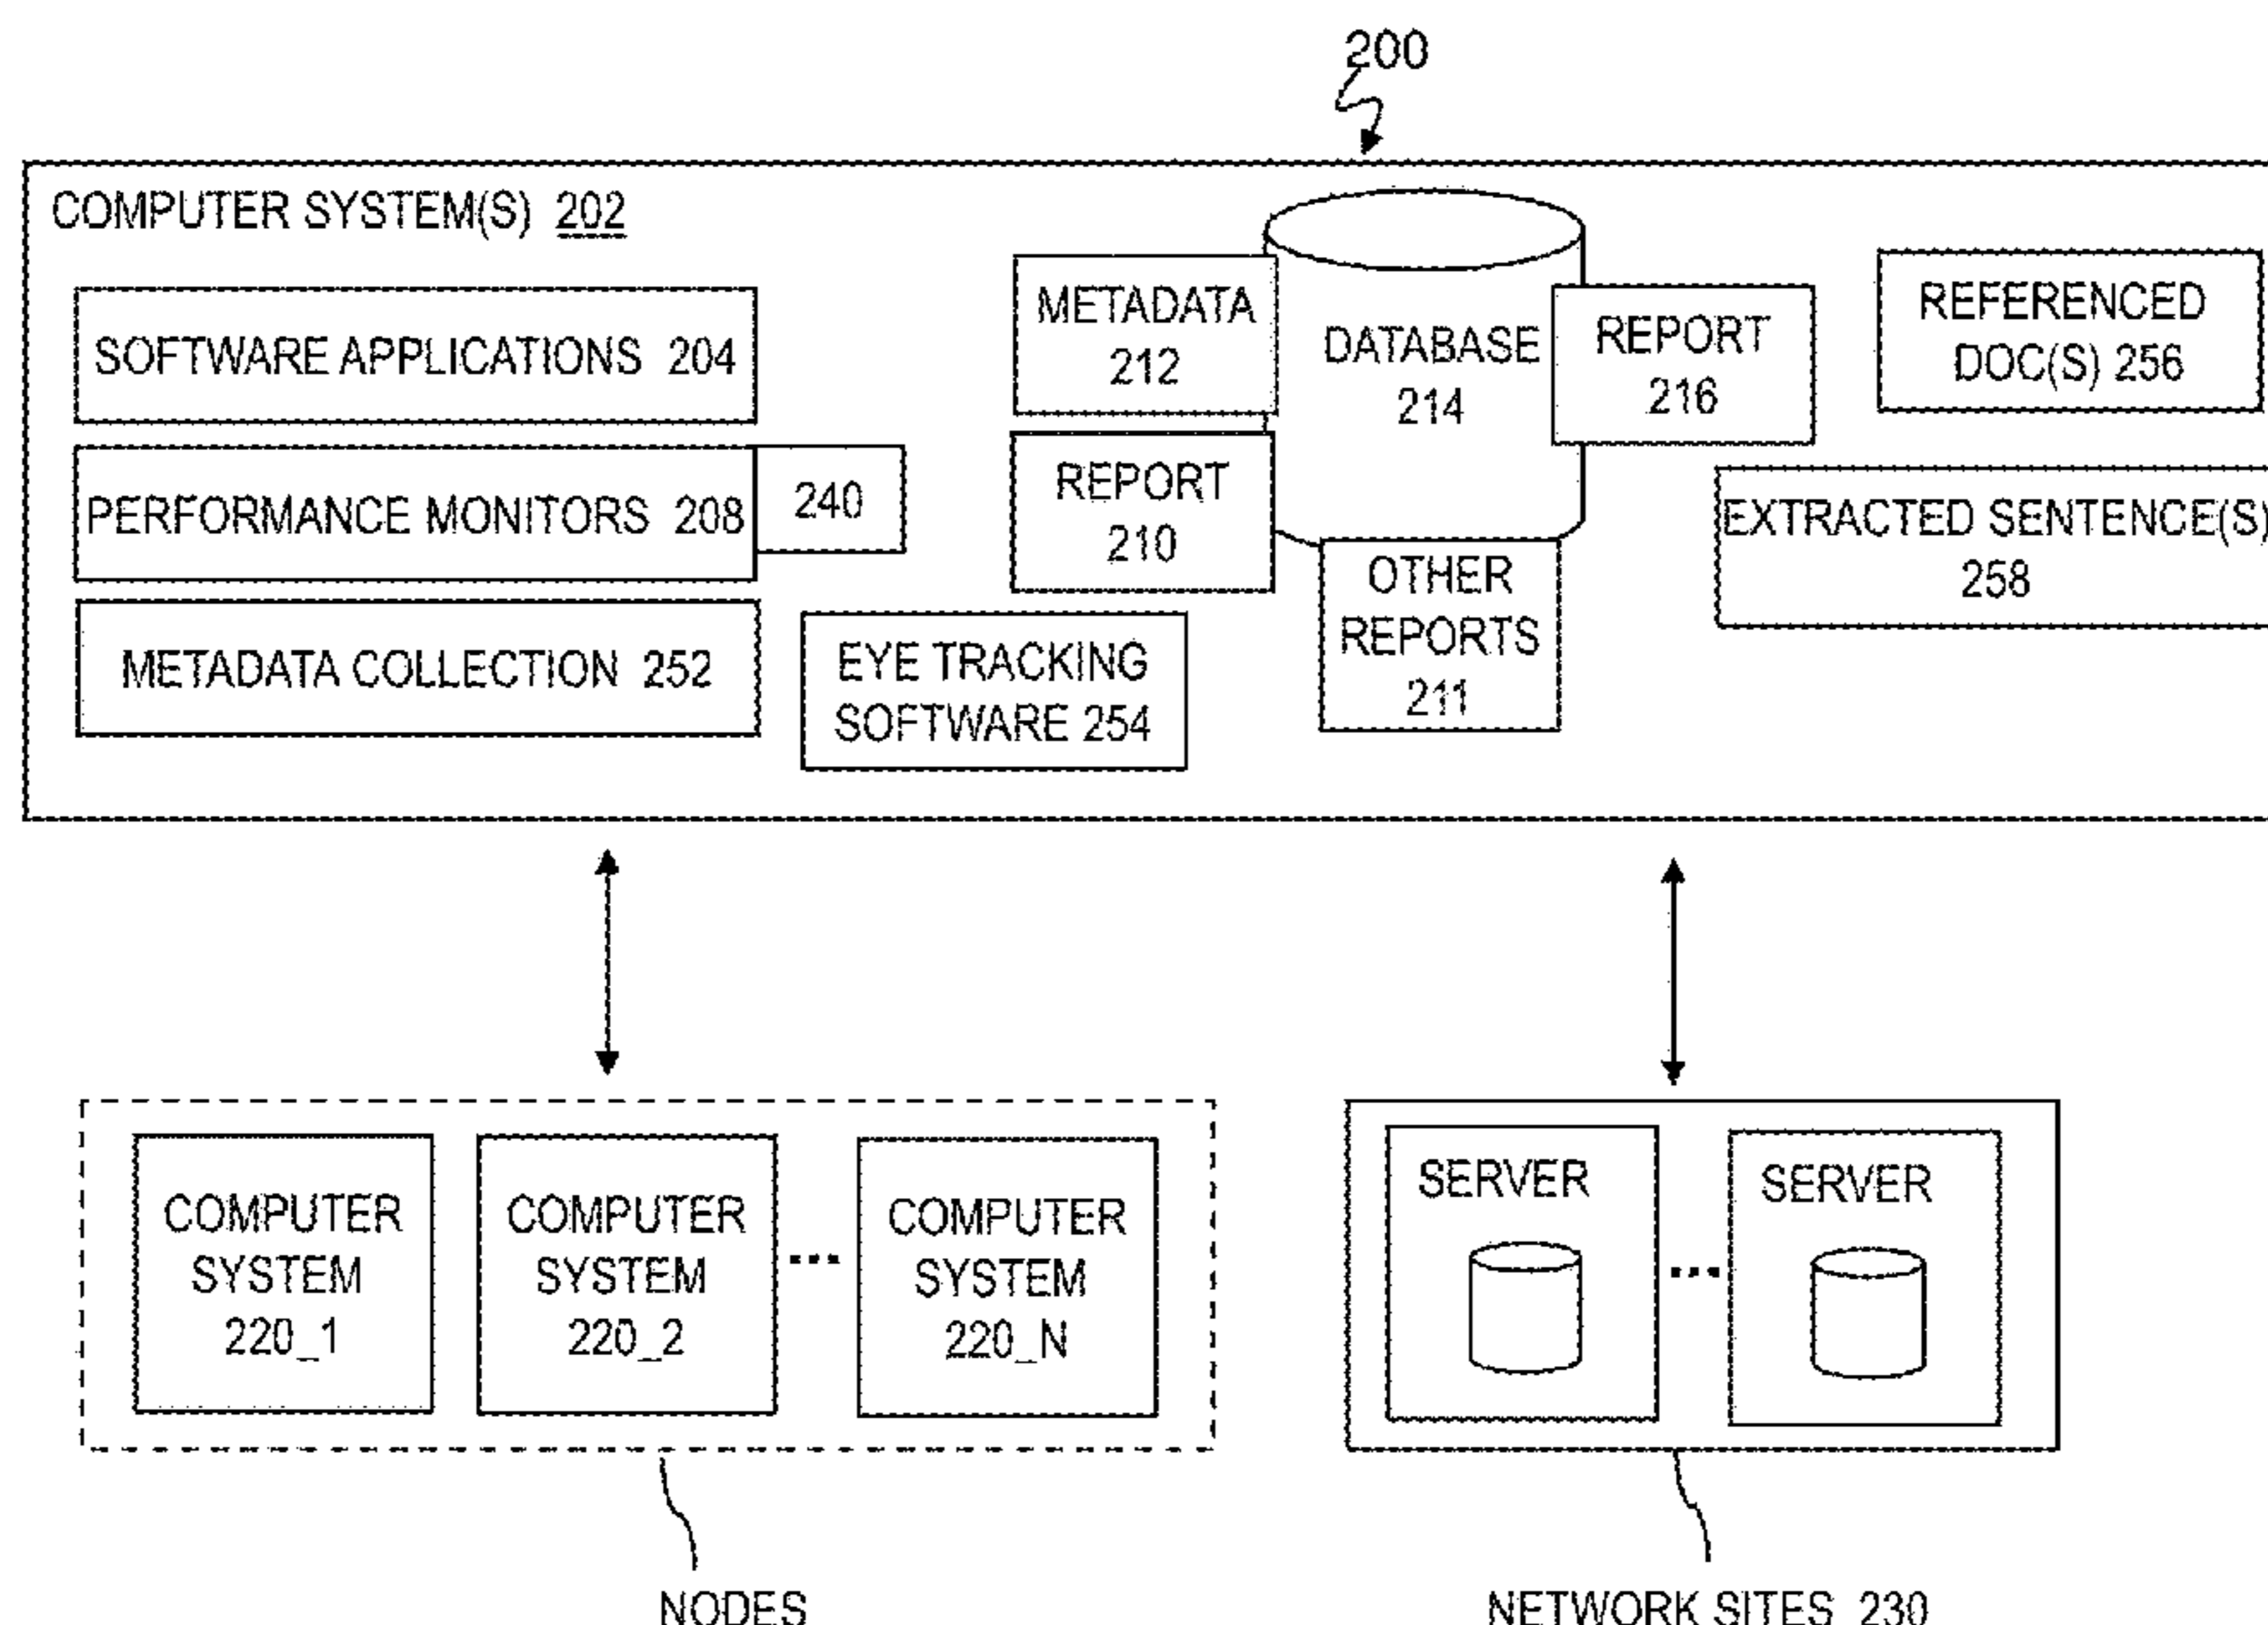 200
COMPUTER SYSTEM(S) 202
SOFTWARE APPLICATIONS 204
PERFORMANCE MONITORS 208
240
METADATA COLLECTION 252
EYE TRACKING
SOFTWARE 254
METADATA
212
REPORT
210
DATABASE
214
OTHER
REPORTS
211
REPORT
216
REFERENCED
DOC(S) 256
EXTRACTED SENTENCE(S)
258
COMPUTER
SYSTEM
220_1
COMPUTER
SYSTEM
220_2
...
COMPUTER
SYSTEM
220_N
NODES
SERVER
...
SERVER
NETWORK SITES 230